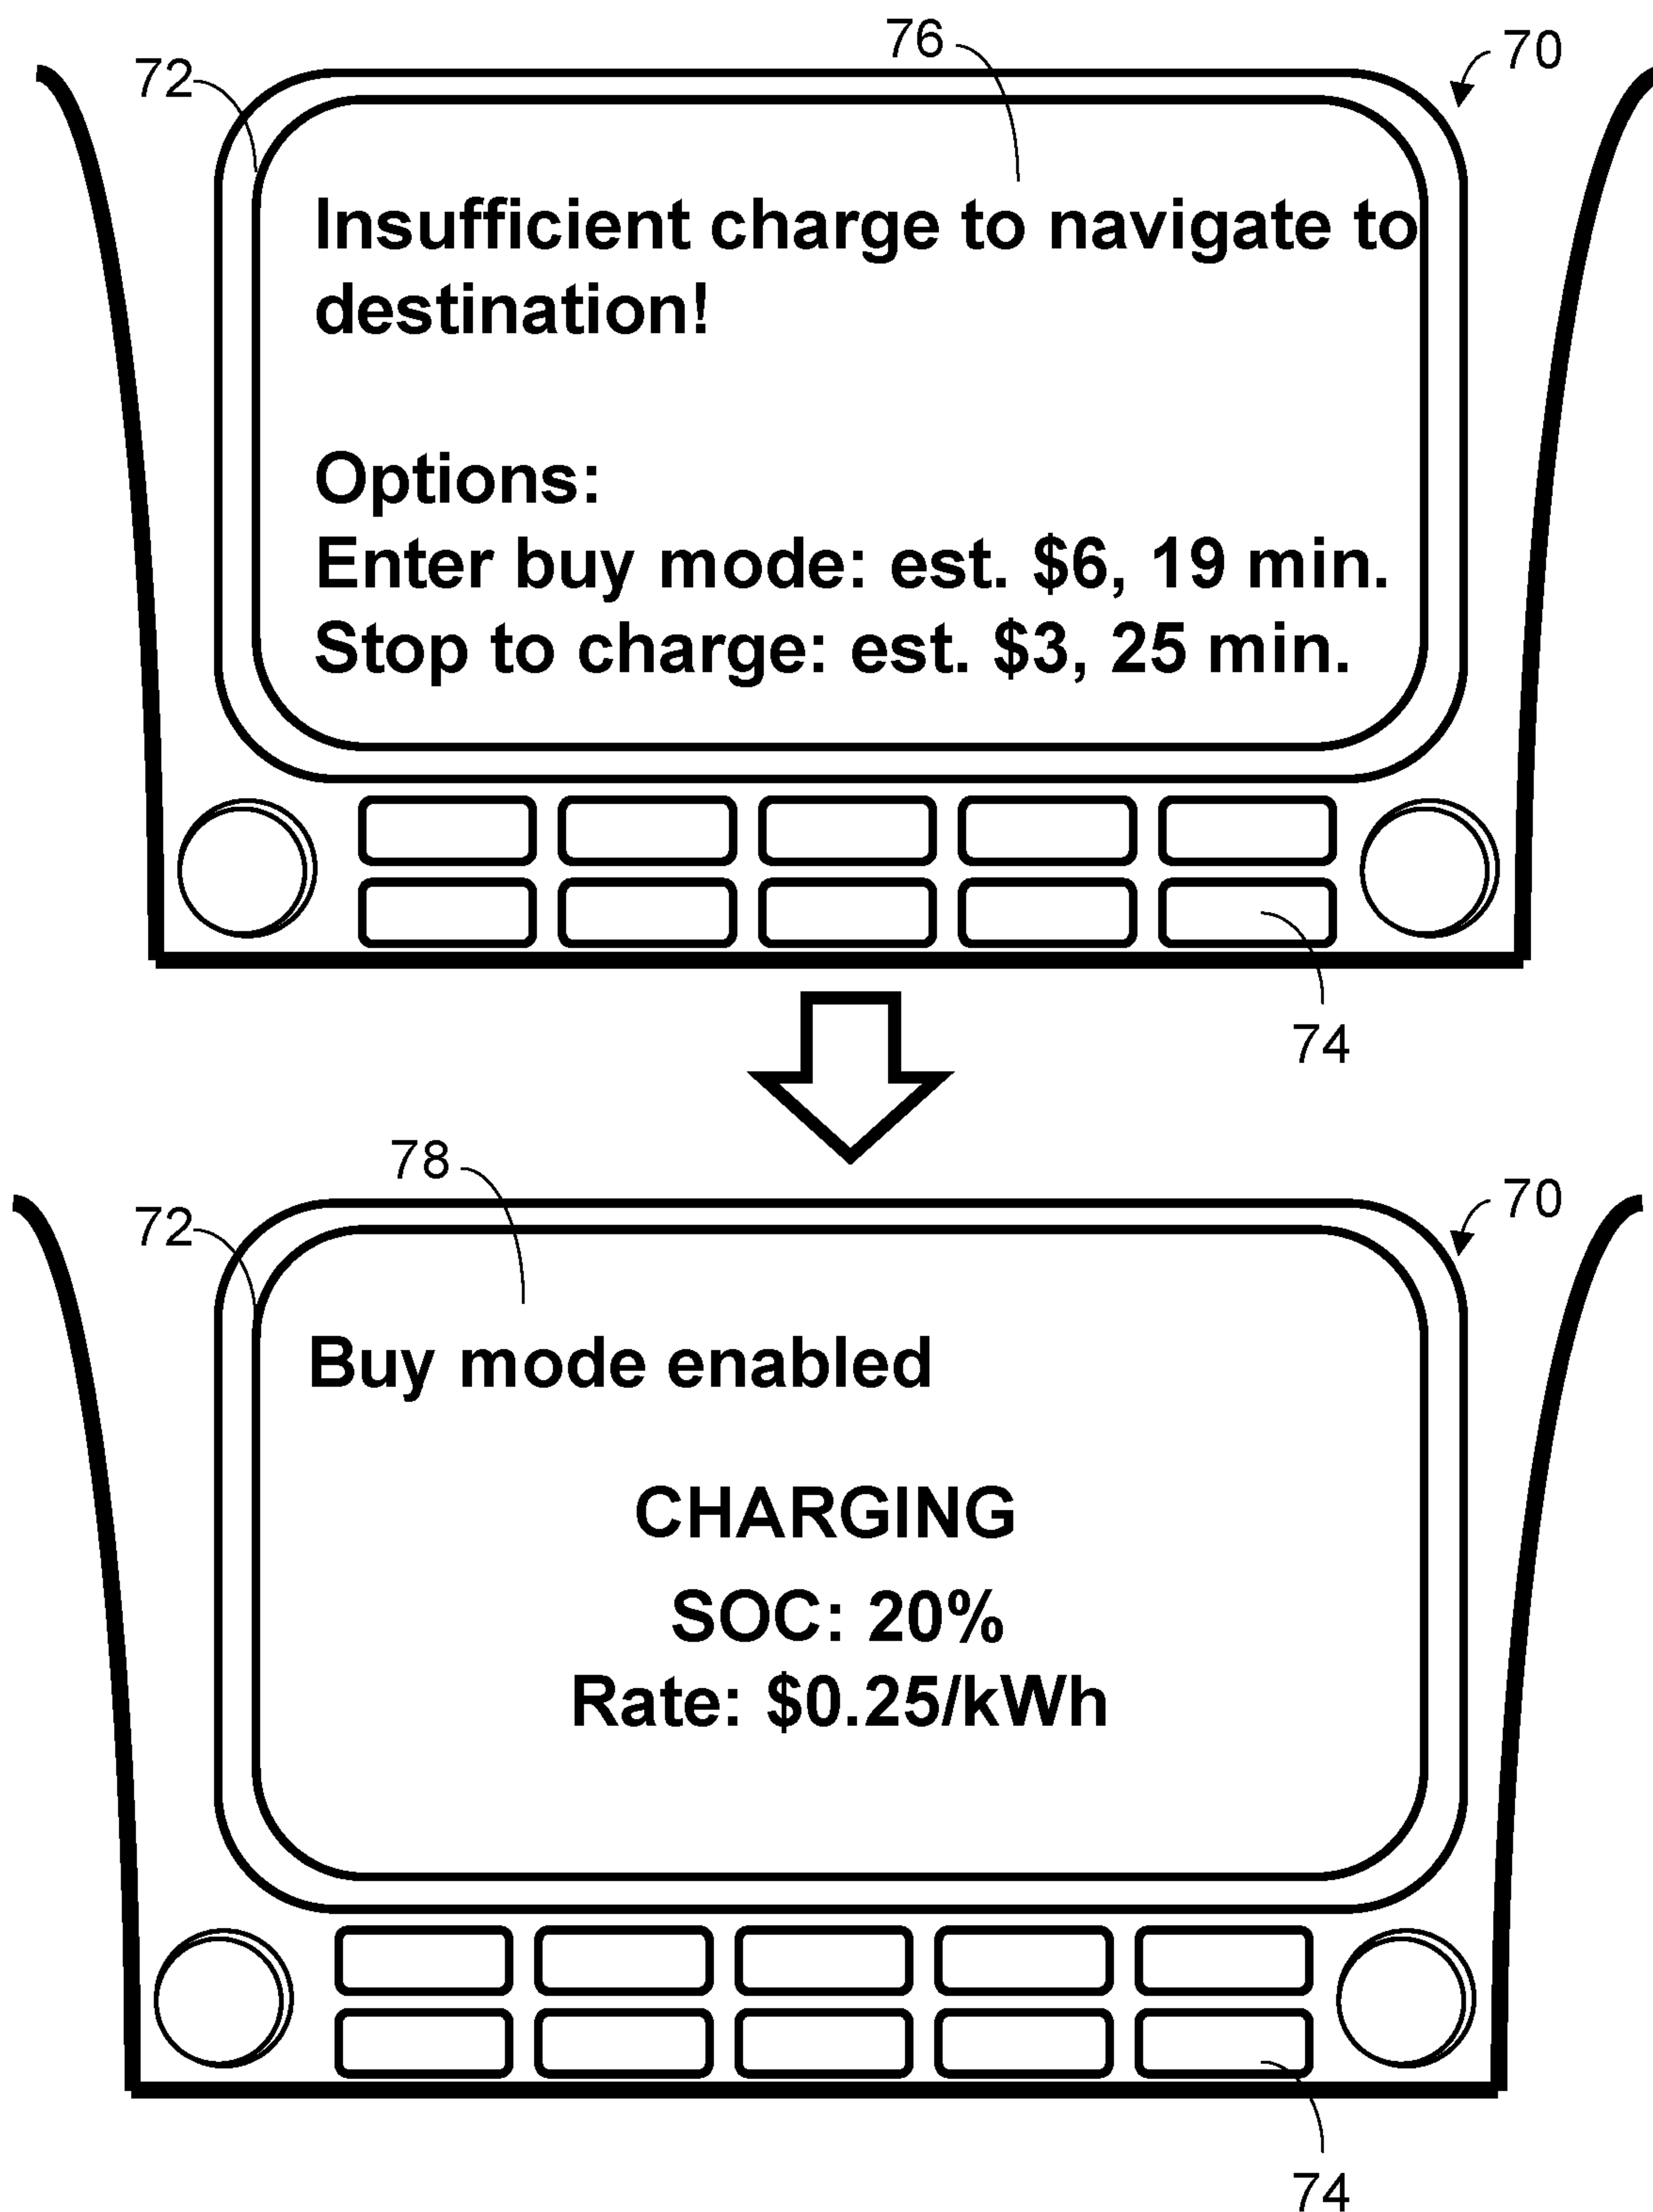 76
70
72
Insufficient charge to navigate to
destination!
Options:
Enter buy mode: est. $6, 19 min.
Stop to charge: est. $3, 25 min.
74
78
70
72
Buy mode enabled
CHARGING
SOC: 20%
Rate: $0.25/kWh
74